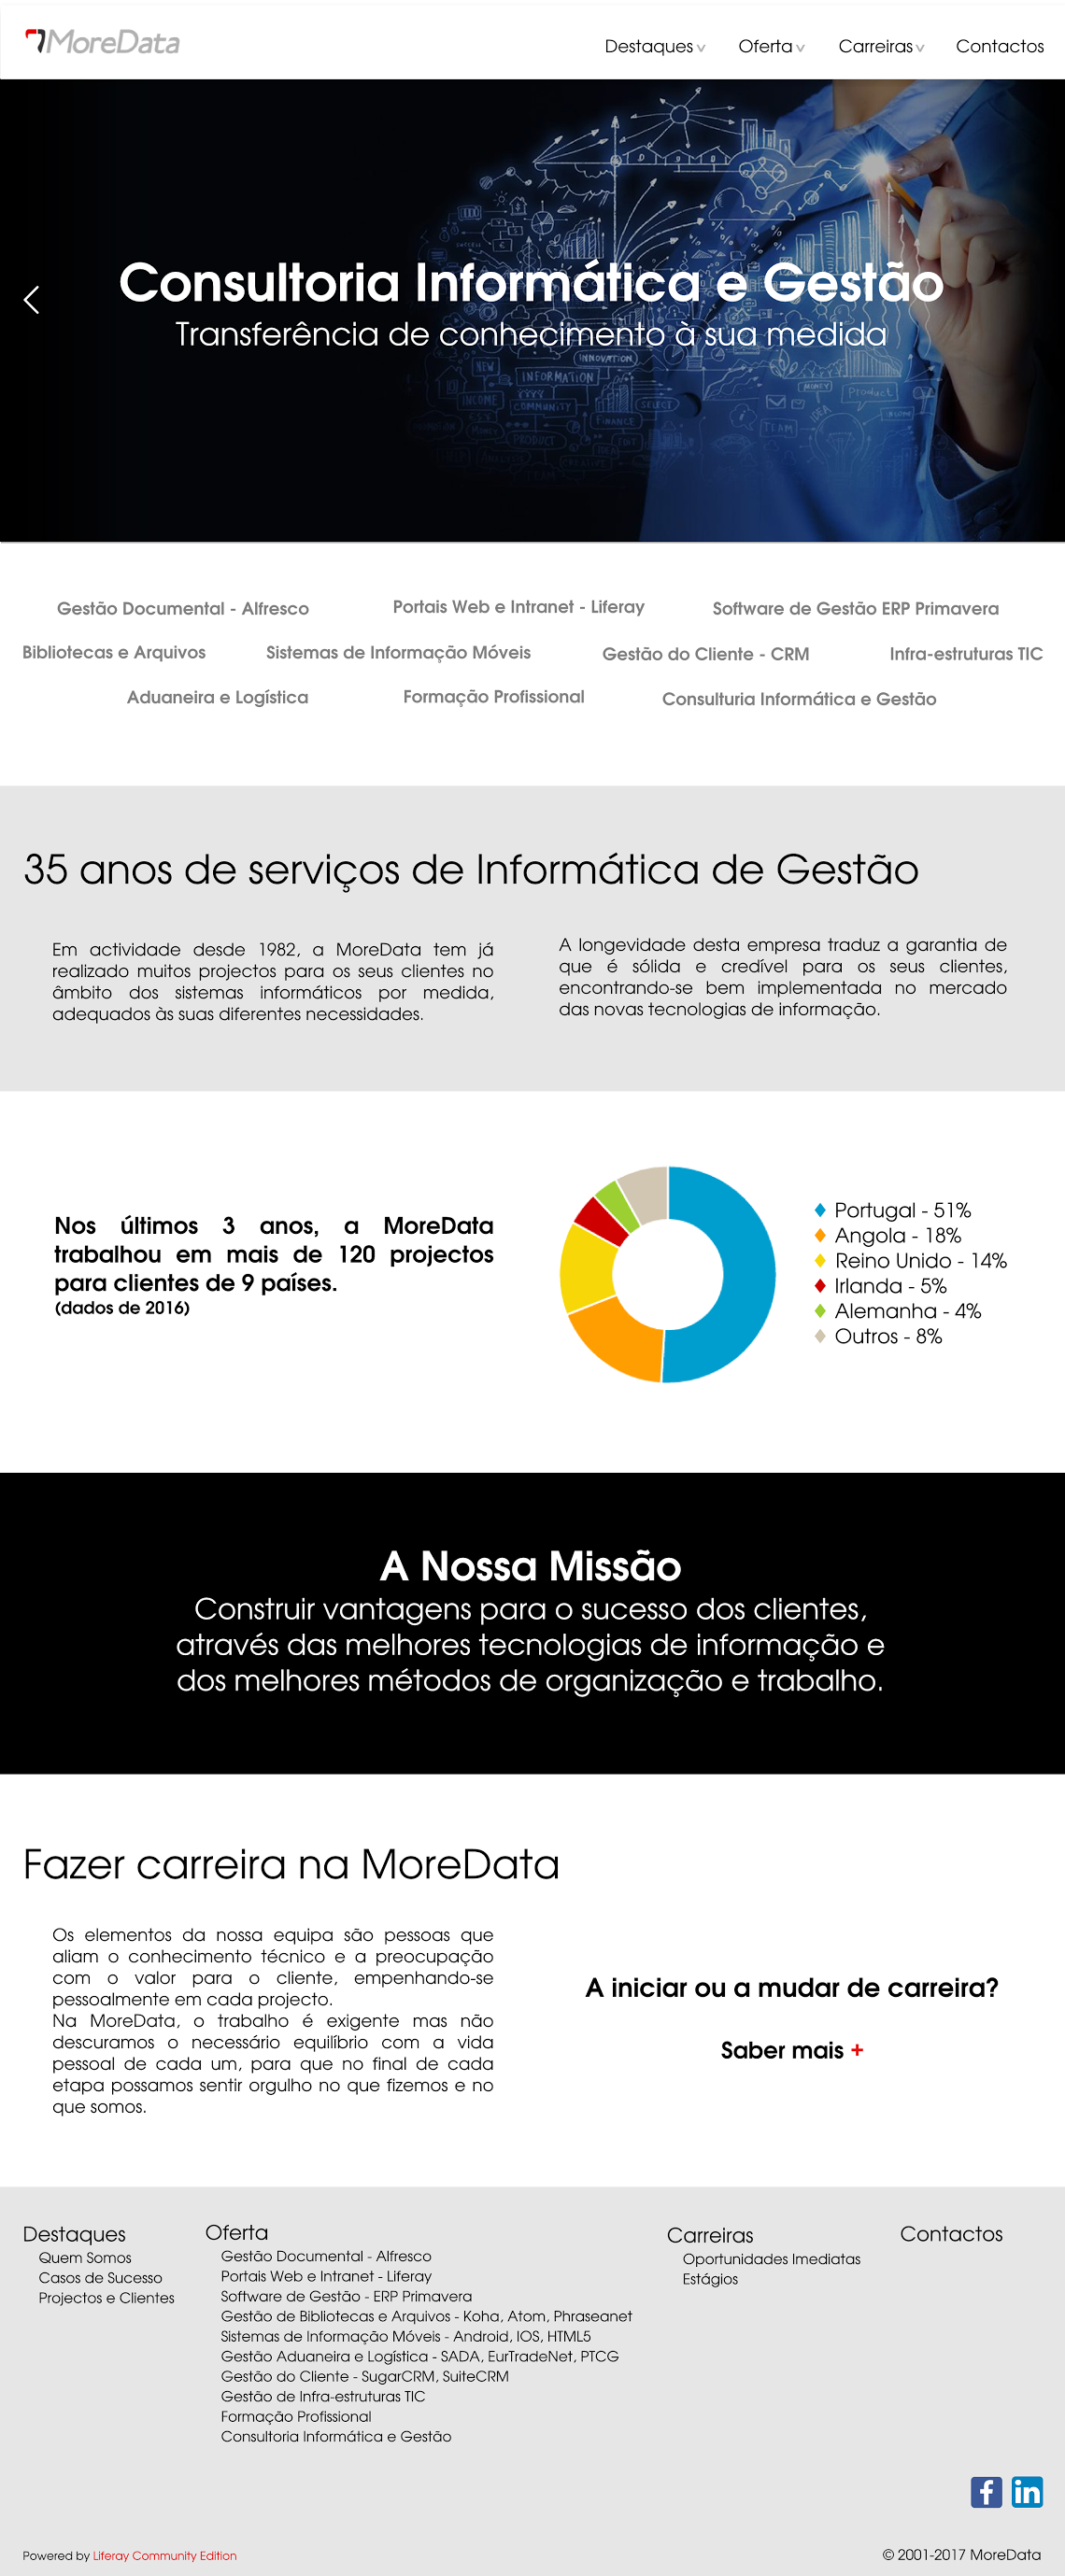 MoreData
Destaques Oferta Carreiras Contactos
Consultoria Informática e Gestão
Transferência de conhecimento à sua medida
INNOVATION
NEW
INFORMATION
INCOME
COMMUNITY
SELECT
FINANCE
PRODUCT
MONEY
Product
IDEA
INCOME
TEAM
Gestão Documental - Alfresco Portais Web e Intranet - Liferay Software de Gestão ERP Primavera
Bibliotecas e Arquivos Sistemas de Informação Móveis Gestão do Cliente - CRM Infra-estruturas TIC
Aduaneira e Logística Formação Profissional Consulturia Informática e Gestão
35 anos de serviços de Informática de Gestão
Em actividade desde 1982, a MoreData tem já
realizado muitos projectos para os seus clientes no
âmbito dos sistemas informáticos por medida,
adequados às suas diferentes necessidades.
A longevidade desta empresa traduz a garantia de
que é sólida e credível para os seus clientes,
encontrando-se bem implementada no mercado
das novas tecnologias de informação.
Nos últimos 3 anos, a MoreData
trabalhou em mais de 120 projectos
para clientes de 9 países.
(dados de 2016)
Portugal - 51%
Angola - 18%
Reino Unido - 14%
Irlanda - 5%
Alemanha - 4%
Outros - 8%
A Nossa Missão
Construir vantagens para o sucesso dos clientes,
através das melhores tecnologias de informação e
dos melhores métodos de organização e trabalho.
Fazer carreira na MoreData
Os elementos da nossa equipa são pessoas que
aliam o conhecimento técnico e a preocupação
com o valor para o cliente, empenhando-se
pessoalmente em cada projecto.
Na MoreData, o trabalho é exigente mas não
descuramos o necessário equilíbrio com a vida
pessoal de cada um, para que no final de cada
etapa possamos sentir orgulho no que fizemos e no
que somos.
A iniciar ou a mudar de carreira?
Saber mais +
Destaques
Quem Somos
Casos de Sucesso
Projectos e Clientes
Oferta
Gestão Documental - Alfresco
Portais Web e Intranet - Liferay
Software de Gestão - ERP Primavera
Gestão de Bibliotecas e Arquivos - Koha, Atom, Phraseanet
Sistemas de Informação Móveis - Android, IOS, HTML5
Gestão Aduaneira e Logística - SADA, EurTradeNet, PTCG
Gestão do Cliente - SugarCRM, SuiteCRM
Gestão de Infra-estruturas TIC
Formação Profissional
Consultoria Informática e Gestão
Carreiras
Oportunidades Imediatas
Estágios
Contactos
f in
Powered by Liferay Community Edition
© 2001-2017 MoreData